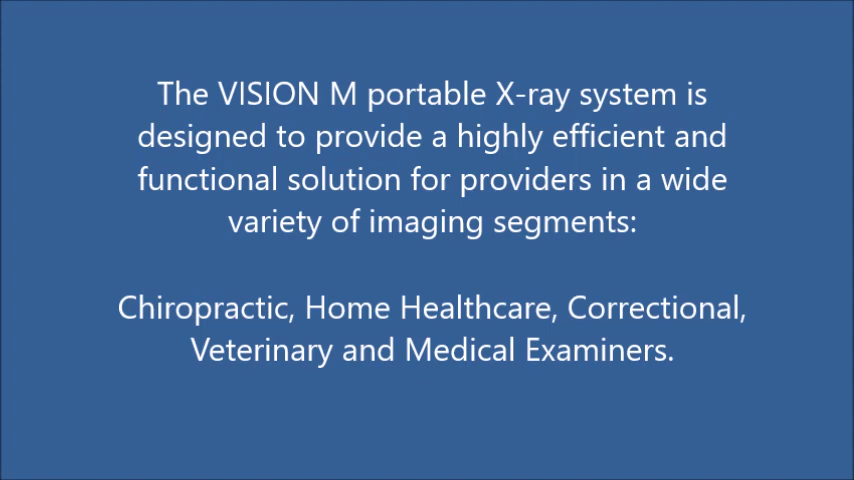 The VISION M portable X-ray system is
designed to provide a highly efficient and
functional solution for providers in a wide
variety of imaging segments:
Chiropractic, Home Healthcare, Correctional,
Veterinary and Medical Examiners.